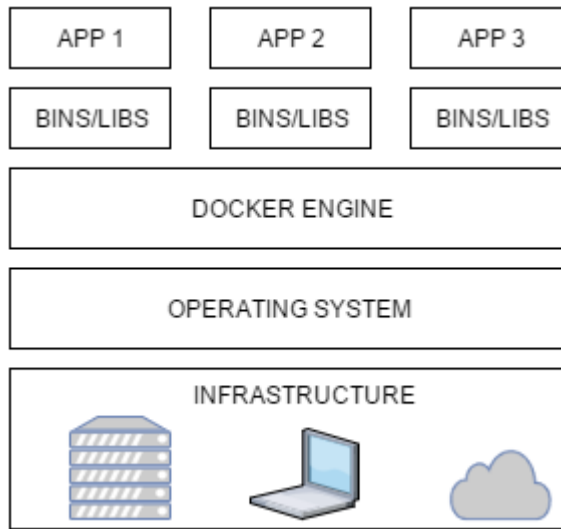 APP 1
APP 2
APP 3
BINS/LIBS
BINS/LIBS
BINS/LIBS
DOCKER ENGINE
OPERATING SYSTEM
INFRASTRUCTURE